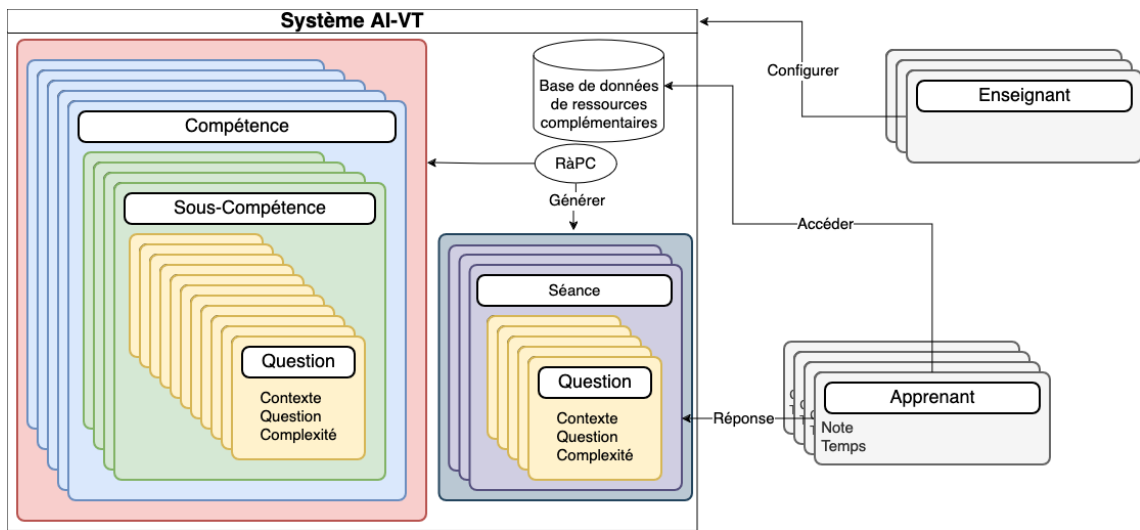 Système AI-VT
Compétence
Sous-Compétence
Question
Contexte
Question
Complexité
Base de données
de ressources
complémentaires
RàPC
Générer
Séance
Question
Contexte
Question
Complexité
Configurer
Enseignant
Accéder
Réponse
Apprenant
Note
Temps